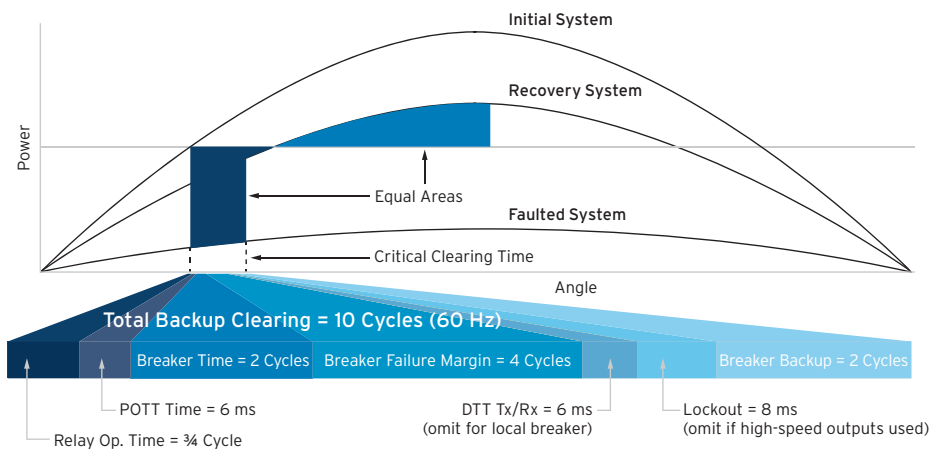 Initial System
Recovery System
Power
Equal Areas
Faulted System
Critical Clearing Time
Angle
Total Backup Clearing = 10 Cycles (60 Hz)
Breaker Time = 2 Cycles
Breaker Failure Margin = 4 Cycles
Breaker Backup = 2 Cycles
POTT Time = 6 ms
DTT Tx/Rx = 6 ms
(omit for local breaker)
Lockout = 8 ms
(omit if high-speed outputs used)
Relay Op. Time = ¾ Cycle